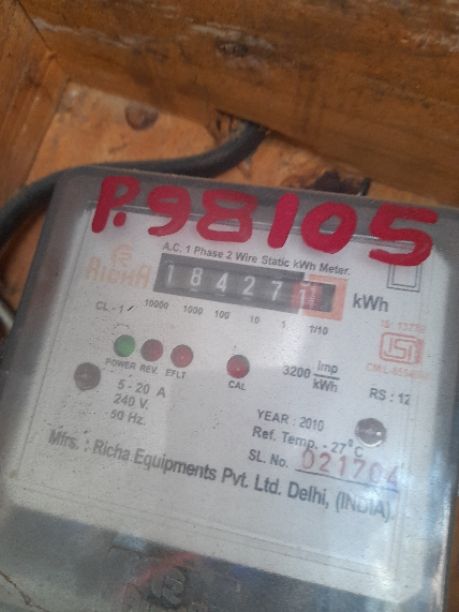 P.98105
A.C. 1 Phase 2 Wire Static kWh Meter.
RICHA
184271 kWh
CL - 1 10000 1000 100 10 1 1/10
POWER REV. EFLT CAL 3200 Imp/kWh
5 - 20 A
240 V.
50 Hz.
RS : 12
YEAR : 2010
Ref. Temp. - 27°C
SL. No. 021704
Mfrs. : Richa Equipments Pvt. Ltd. Delhi, (INDIA).